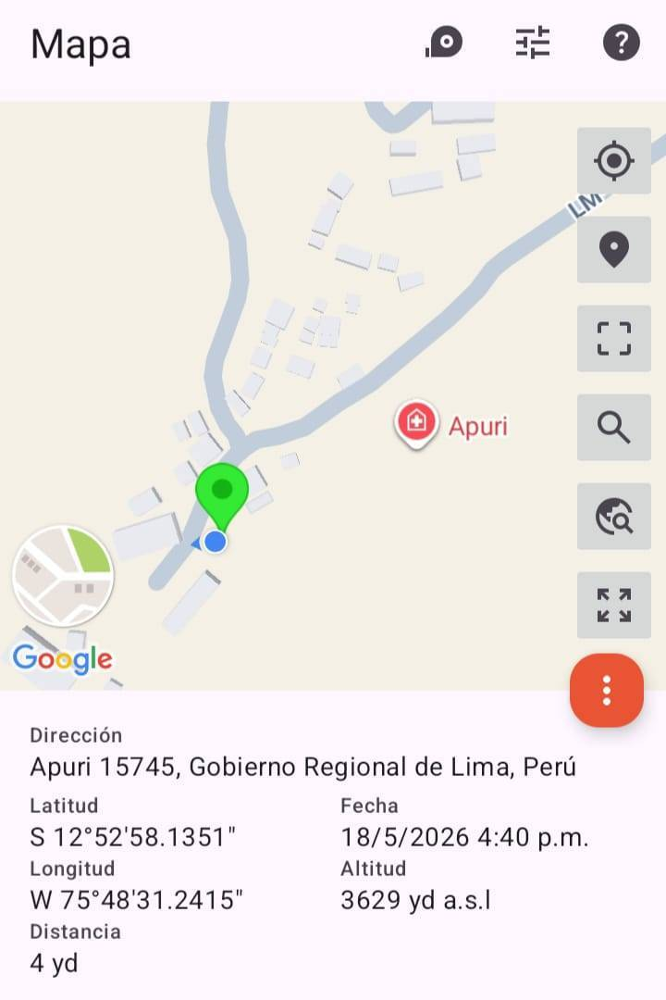 Mapa
LM
Apuri
Google
Dirección
Apuri 15745, Gobierno Regional de Lima, Perú
Latitud
S 12°52'58.1351"
Fecha
18/5/2026 4:40 p.m.
Longitud
W 75°48'31.2415"
Altitud
3629 yd a.s.l
Distancia
4 yd